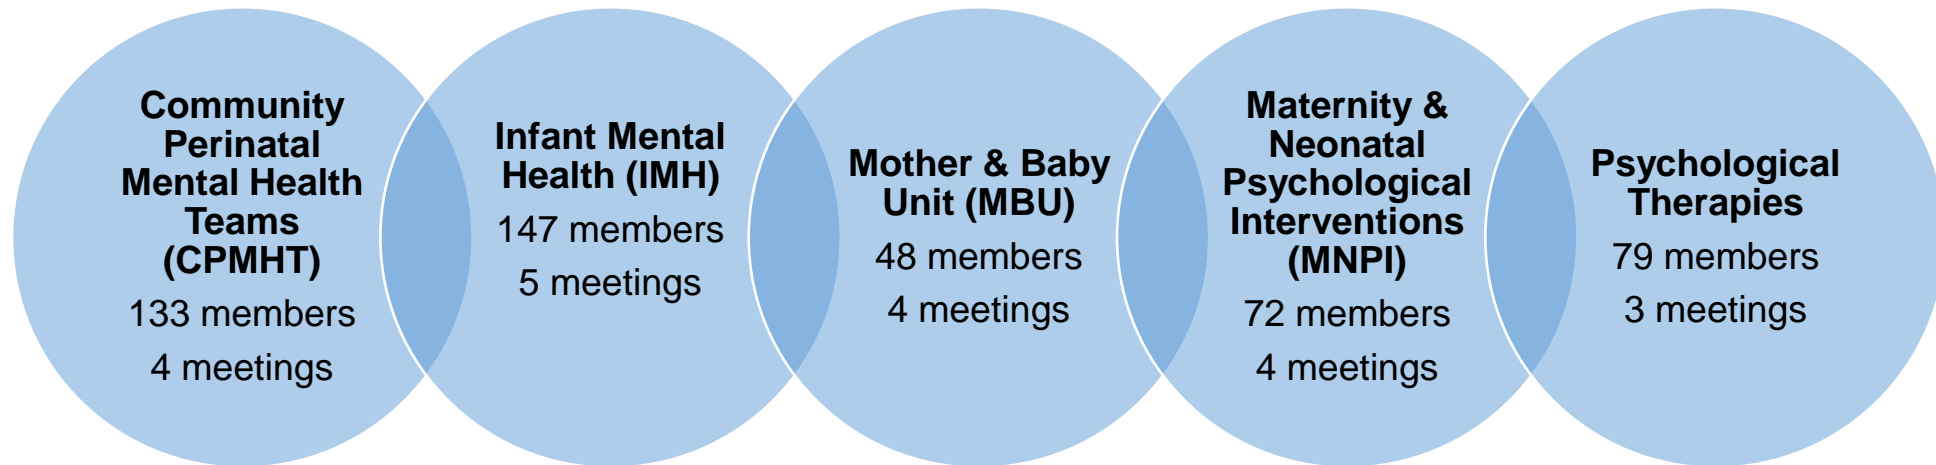 Community
Perinatal
Mental Health
Teams
(CPMHT)
133 members
4 meetings
Infant Mental
Health (IMH)
147 members
5 meetings
Mother & Baby
Unit (MBU)
48 members
4 meetings
Maternity &
Neonatal
Psychological
Interventions
(MNPI)
72 members
4 meetings
Psychological
Therapies
79 members
3 meetings